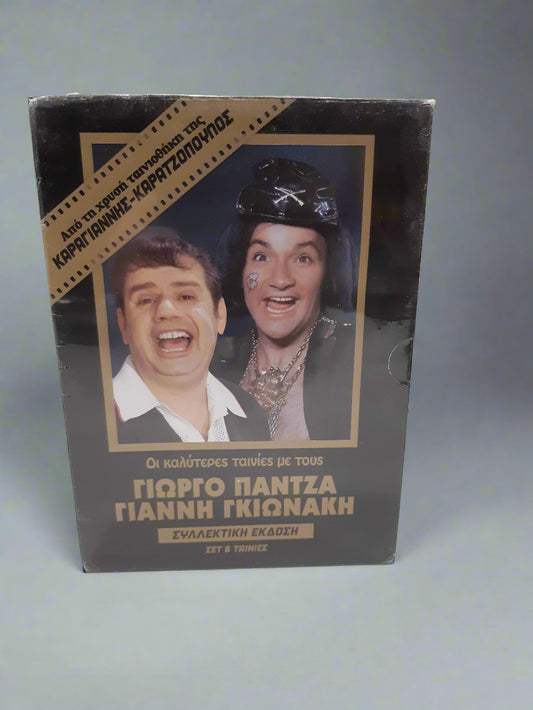 Από τη χρυσή ταινιοθήκη της
ΚΑΡΑΓΙΑΝΝΗΣ-ΚΑΡΑΤΖΟΠΟΥΛΟΣ
Οι καλύτερες ταινίες με τους
ΓΙΩΡΓΟ ΠΑΝΤΖΑ
ΓΙΑΝΝΗ ΓΚΙΩΝΑΚΗ
ΣΥΛΛΕΚΤΙΚΗ ΕΚΔΟΣΗ
ΣΕΤ 6 ΤΑΙΝΙΕΣ